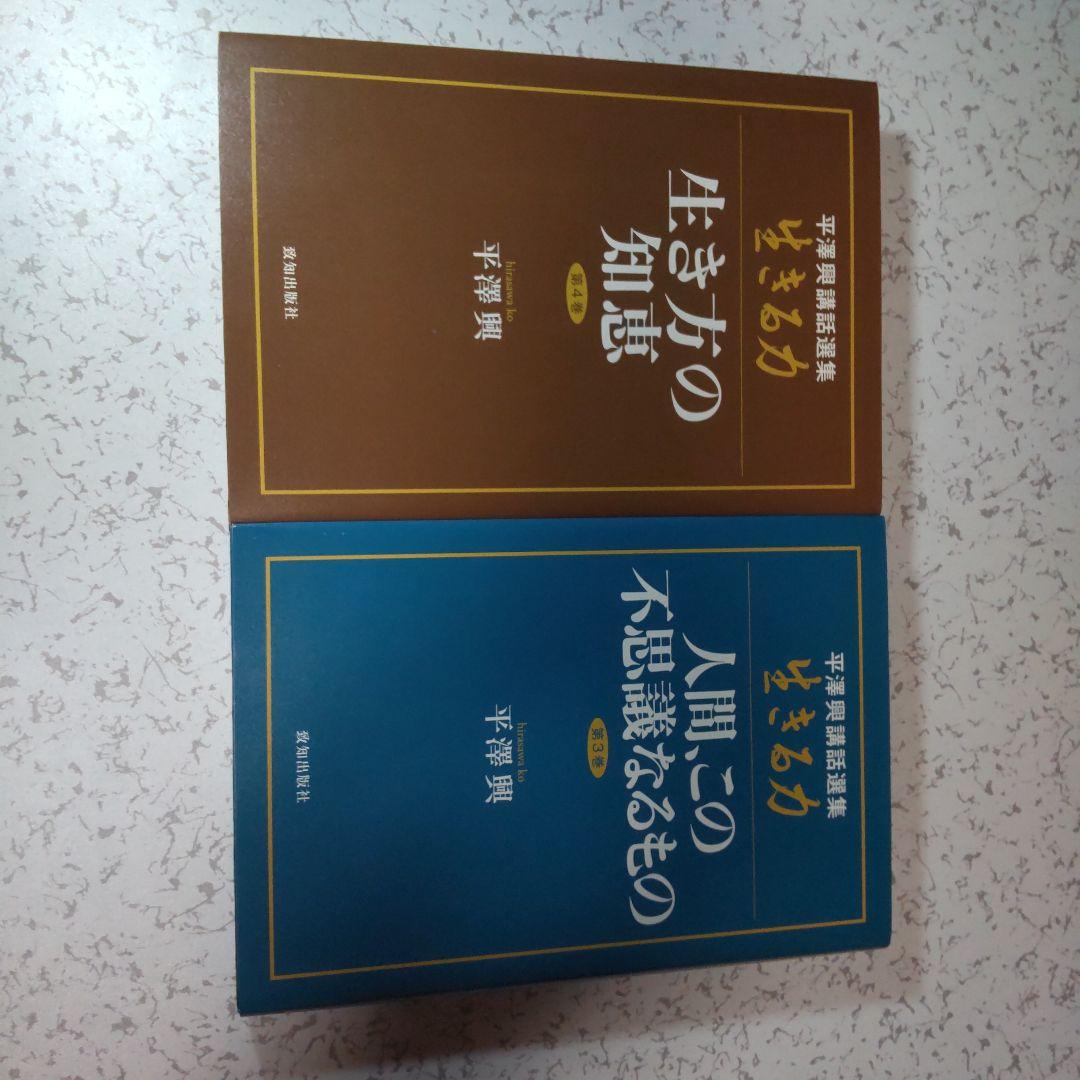 平澤興講話選集
生きる力
生き方の
知恵
第4巻
hirasawa ko
平澤興
致知出版社
平澤興講話選集
生きる力
人間、この
不思議なるもの
第3巻
hirasawa ko
平澤興
致知出版社